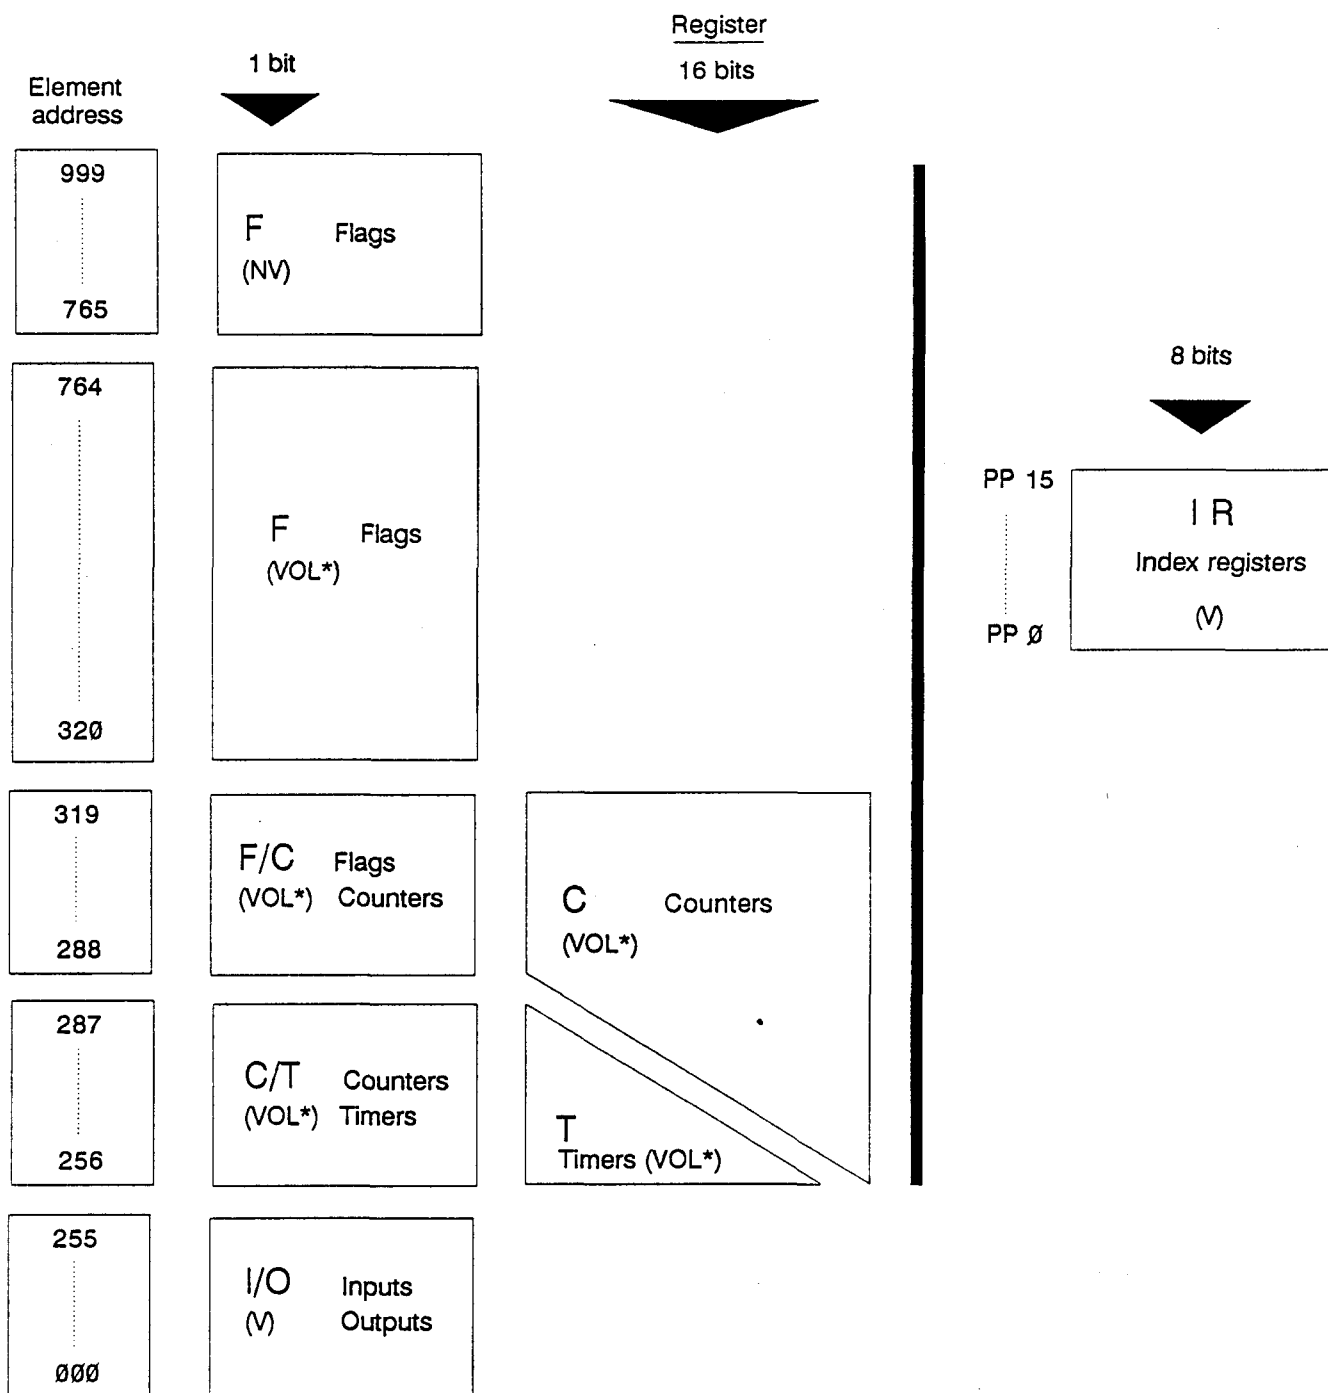 Register
1 bit
16 bits
Element
address
999
765
F Flags
(NV)
8 bits
764
320
F Flags
(VOL*)
PP 15
PP Ø
I R
Index registers
(V)
319
288
F/C Flags
(VOL*) Counters
C Counters
(VOL*)
287
256
C/T Counters
(VOL*) Timers
T
Timers (VOL*)
255
ØØØ
I/O Inputs
(V) Outputs